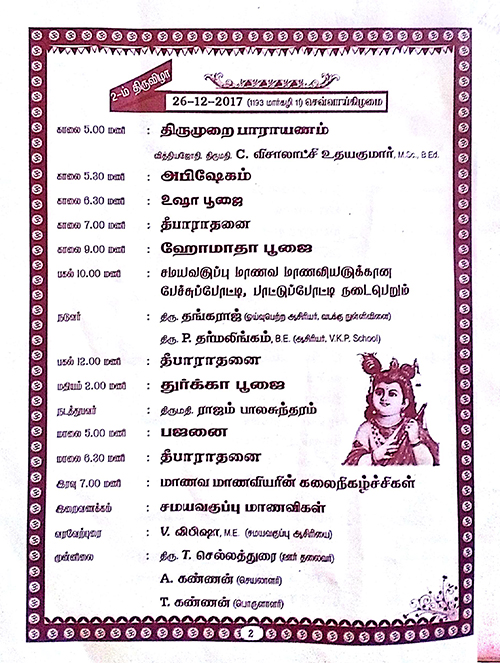 2-ம் திருவிழா
26-12-2017 (1193 மார்கழி 11) செவ்வாய்கிழமை
காலை 5.00 மணி : திருமுறை பாராயணம்
வித்தியஜோதி. திருமதி. C. விசாலாட்சி உதயகுமார், M.Sc., B.Ed.
காலை 5.30 மணி : அபிஷேகம்
காலை 6.30 மணி : உஷா பூஜை
காலை 7.00 மணி : தீபாராதனை
காலை 9.00 மணி : ஹோமாதா பூஜை
பகல் 10.00 மணி : சமயவகுப்பு மாணவ மாணவியருக்கான
பேச்சுப்போட்டி, பாட்டுப்போட்டி நடைபெறும்
நடுவர் : திரு. தங்கராஜ் (ஓய்வுபெற்ற ஆசிரியர், வடக்கு நுள்ளிவிளை)
திரு. P. தர்மலிங்கம், B.E. (ஆசிரியர், V.K.P. School)
பகல் 12.00 மணி : தீபாராதனை
மதியம் 2.00 மணி : துர்க்கா பூஜை
நடத்துபவர் : திருமதி. ராஜம் பாலசுந்தரம்
மாலை 5.00 மணி : பஜனை
மாலை 6.30 மணி : தீபாராதனை
இரவு 7.00 மணி : மாணவ மாணவியரின் கலைநிகழ்ச்சிகள்
இறைவணக்கம் : சமயவகுப்பு மாணவிகள்
வரவேற்புரை : V. விபிஷா, M.E. (சமயவகுப்பு ஆசிரியை)
முன்னிலை : திரு. T. செல்லத்துரை (ஊர் தலைவர்)
A. கண்ணன் (செயலாளர்)
T. கண்ணன் (பொருளாளர்)
2